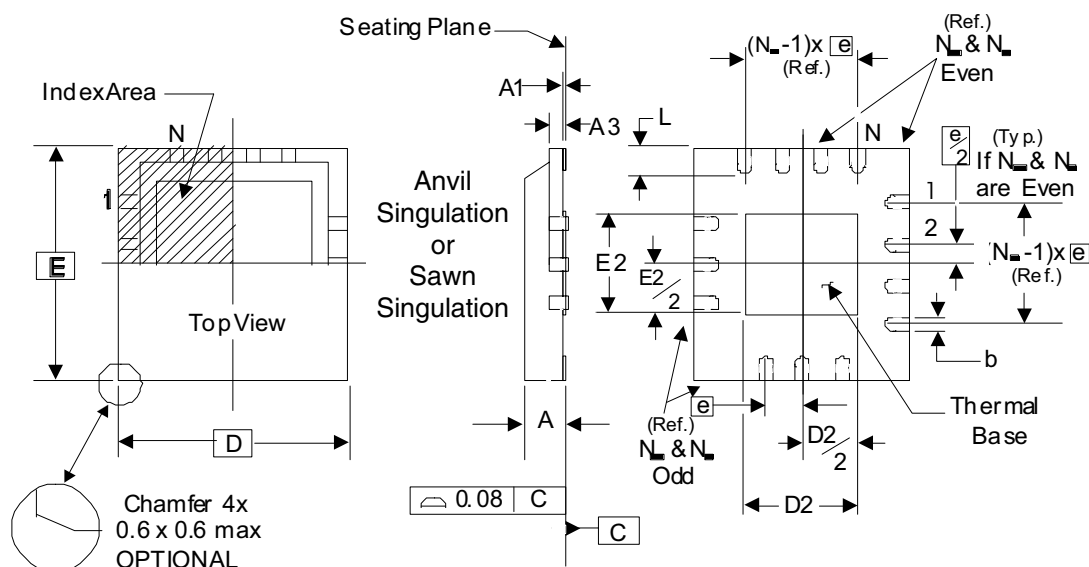 Seating Plane
(Ref.)
(N -1)x e
(Ref.)
N & N
Even
IndexArea
A1
A3
L
N
N
e/2
(Typ.)
If N & N
are Even
1
1
2
Anvil
Singulation
or
Sawn
Singulation
E
E2
E2/2
(N -1)x e
(Ref.)
TopView
b
e
Thermal
Base
(Ref.)
N & N
Odd
A
D
D2/2
D2
Chamfer 4x
0.6 x 0.6 max
OPTIONAL
0.08 C
C